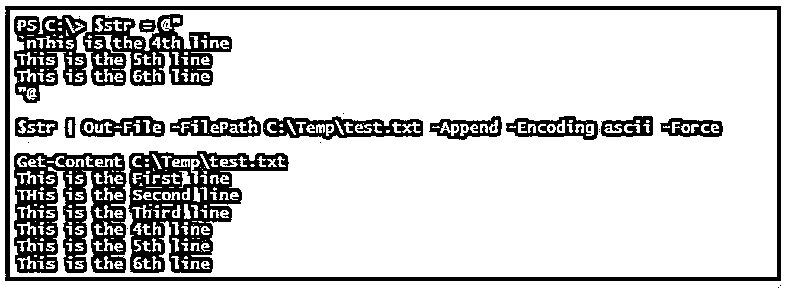 PS C:\> $str = @"
`nThis is the 4th line
This is the 5th line
This is the 6th line
"@
$str | Out-File -FilePath C:\Temp\test.txt -Append -Encoding ascii -Force
Get-Content C:\Temp\test.txt
This is the First line
THis is the Second line
This is the Third line
This is the 4th line
This is the 5th line
This is the 6th line